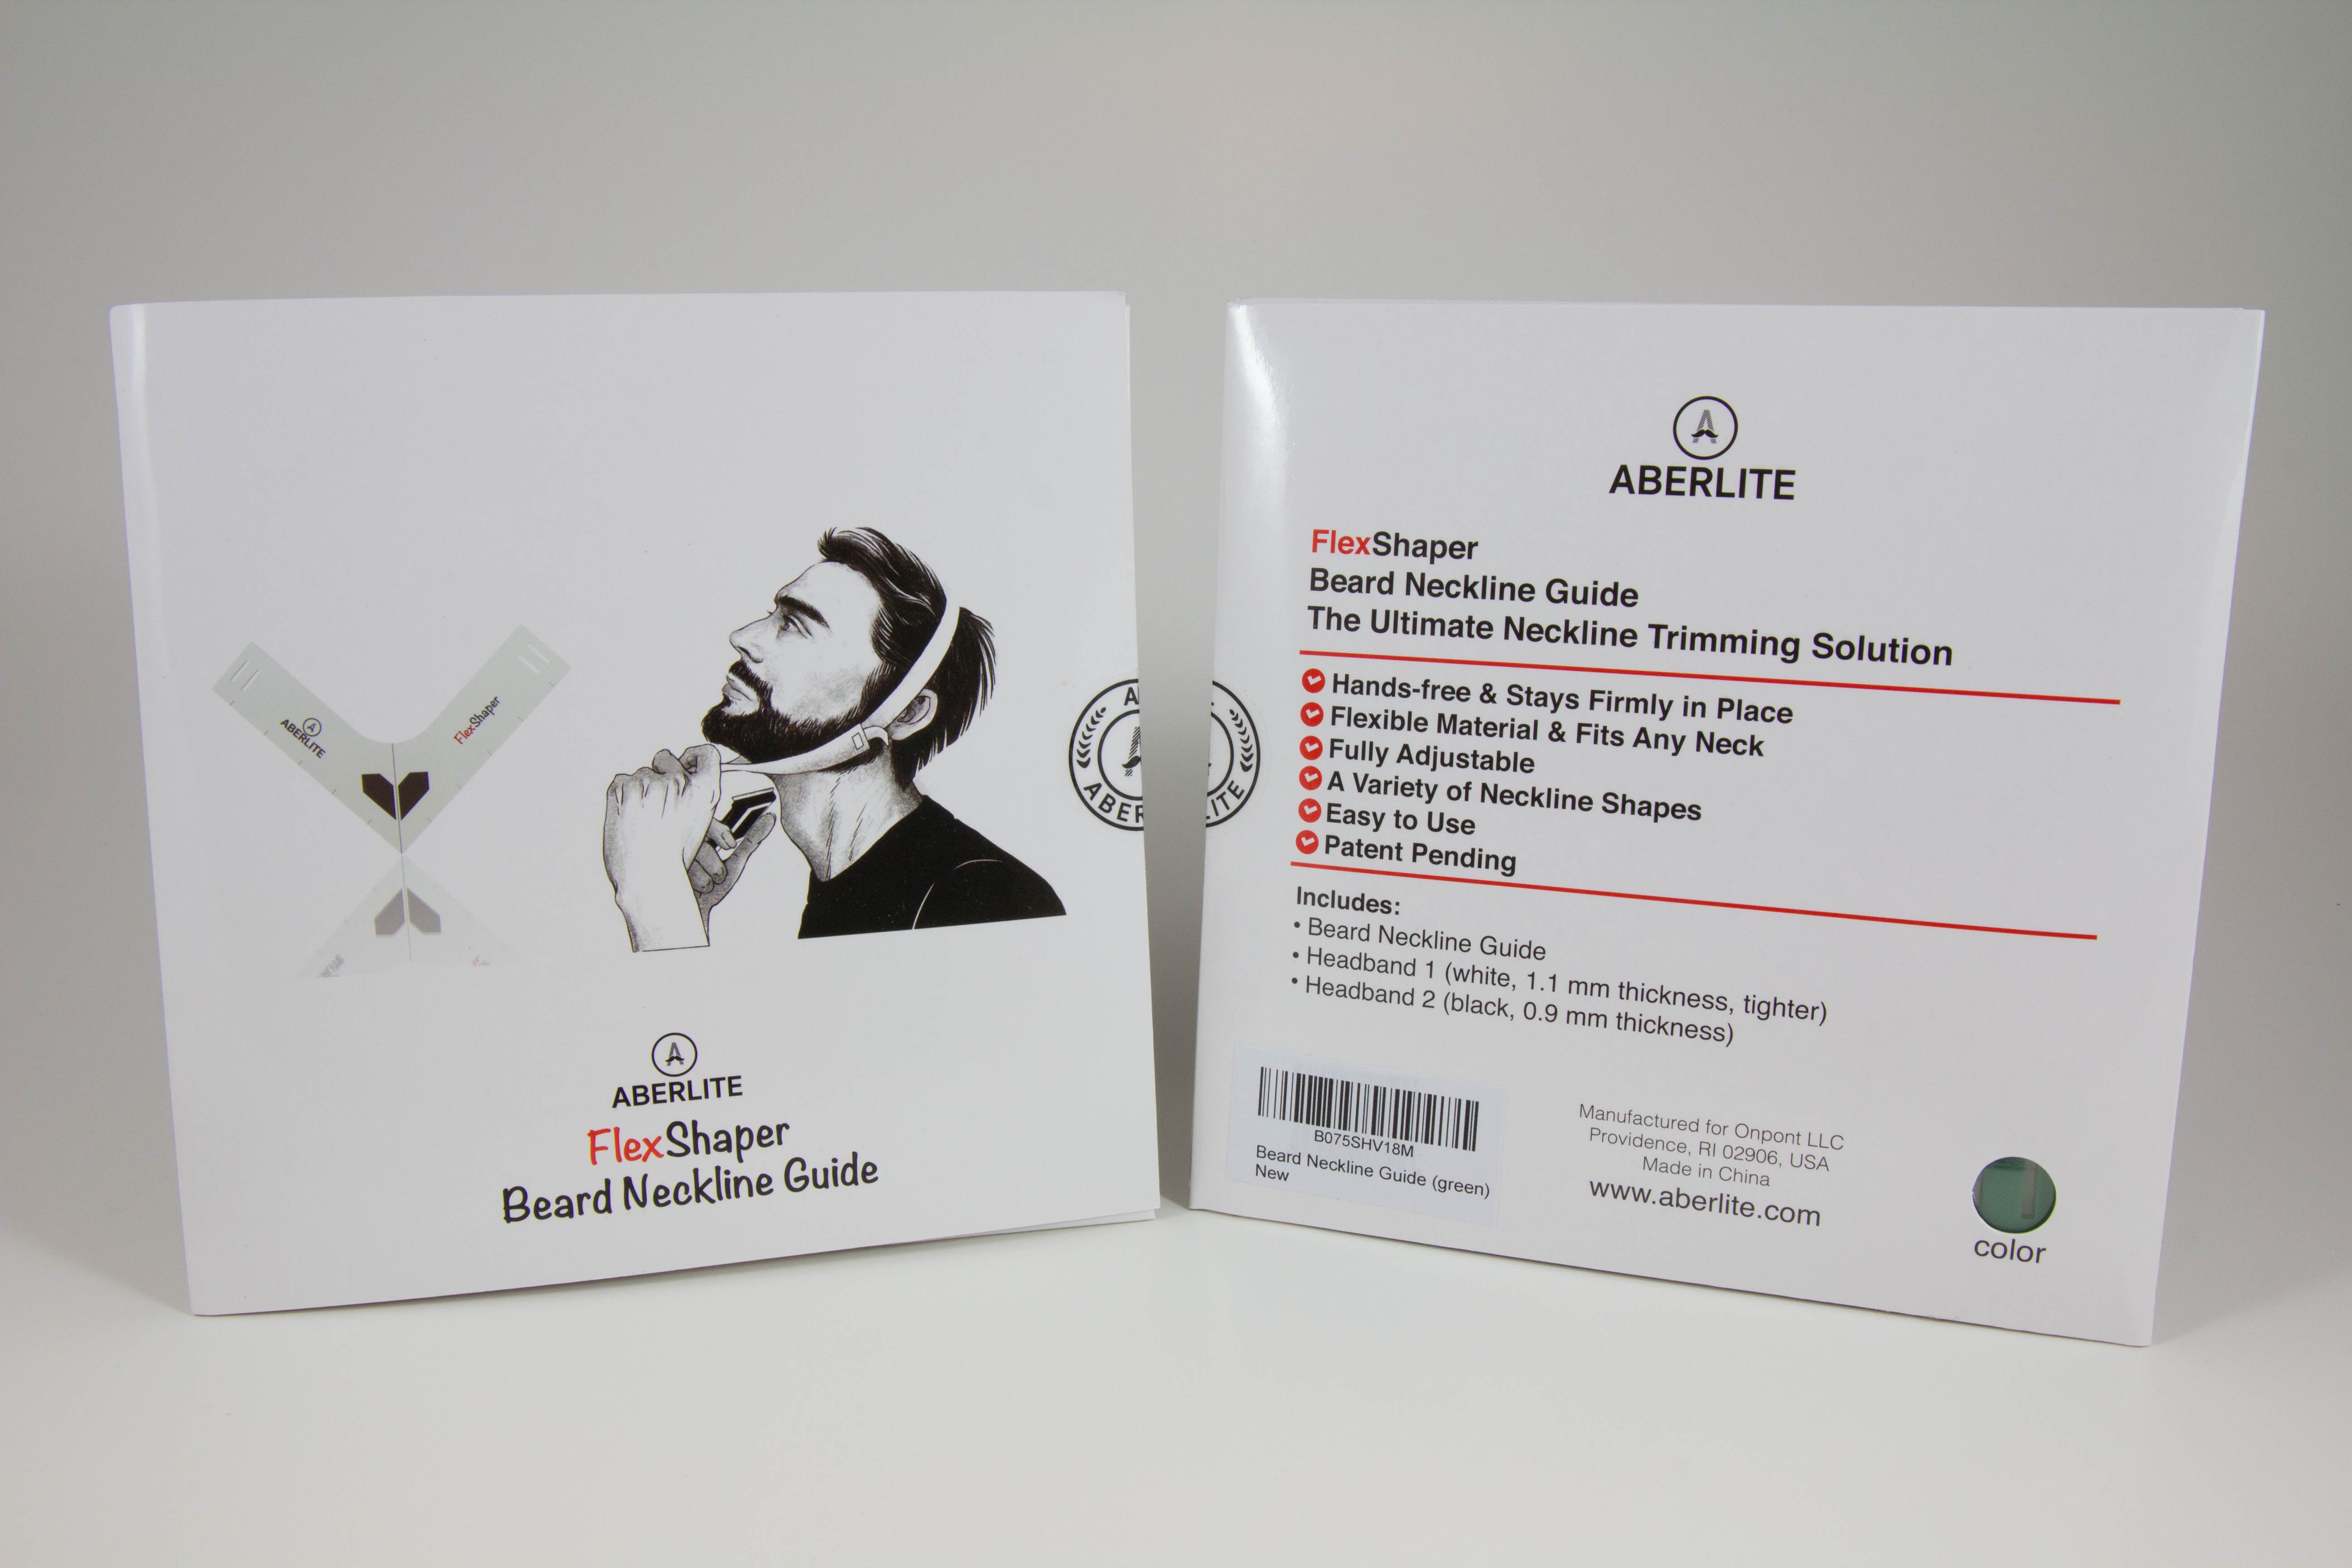 ABERLITE
FlexShaper
ABER
ABERLITE
FlexShaper
Beard Neckline Guide
ABERLITE
FlexShaper
Beard Neckline Guide
The Ultimate Neckline Trimming Solution
Hands-free & Stays Firmly in Place
Flexible Material & Fits Any Neck
Fully Adjustable
A Variety of Neckline Shapes
Easy to Use
Patent Pending
LITE
Includes:
• Beard Neckline Guide
• Headband 1 (white, 1.1 mm thickness, tighter)
• Headband 2 (black, 0.9 mm thickness)
B075SHV18M
Beard Neckline Guide (green)
New
Manufactured for Onpont LLC
Providence, RI 02906, USA
Made in China
www.aberlite.com
color